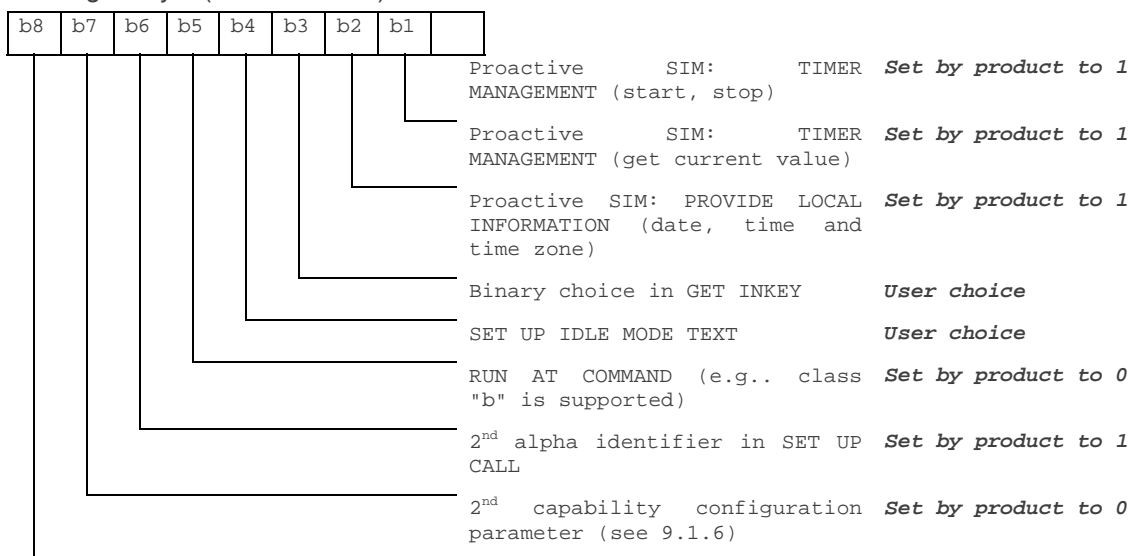 b8 b7 b6 b5 b4 b3 b2 b1
Proactive SIM: TIMER Set by product to 1
MANAGEMENT (start, stop)
Proactive SIM: TIMER Set by product to 1
MANAGEMENT (get current value)
Proactive SIM: PROVIDE LOCAL Set by product to 1
INFORMATION (date, time and
time zone)
Binary choice in GET INKEY User choice
SET UP IDLE MODE TEXT User choice
RUN AT COMMAND (e.g.. class Set by product to 0
"b" is supported)
2nd alpha identifier in SET UP Set by product to 1
CALL
2nd capability configuration Set by product to 0
parameter (see 9.1.6)